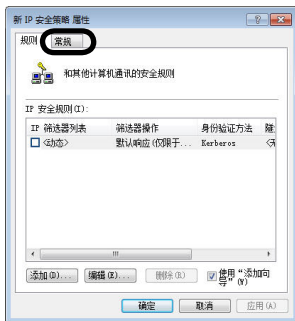 新 IP 安全策略 属性
规则 常规
和其他计算机通讯的安全规则
IP 安全规则(I):
IP 筛选器列表 筛选器操作 身份验证方法 隧
<动态> 默认响应(仅限于... Kerberos
添加(D)... 编辑(E)... 删除(R) 使用“添加向
导”(W)
确定 取消 应用(A)